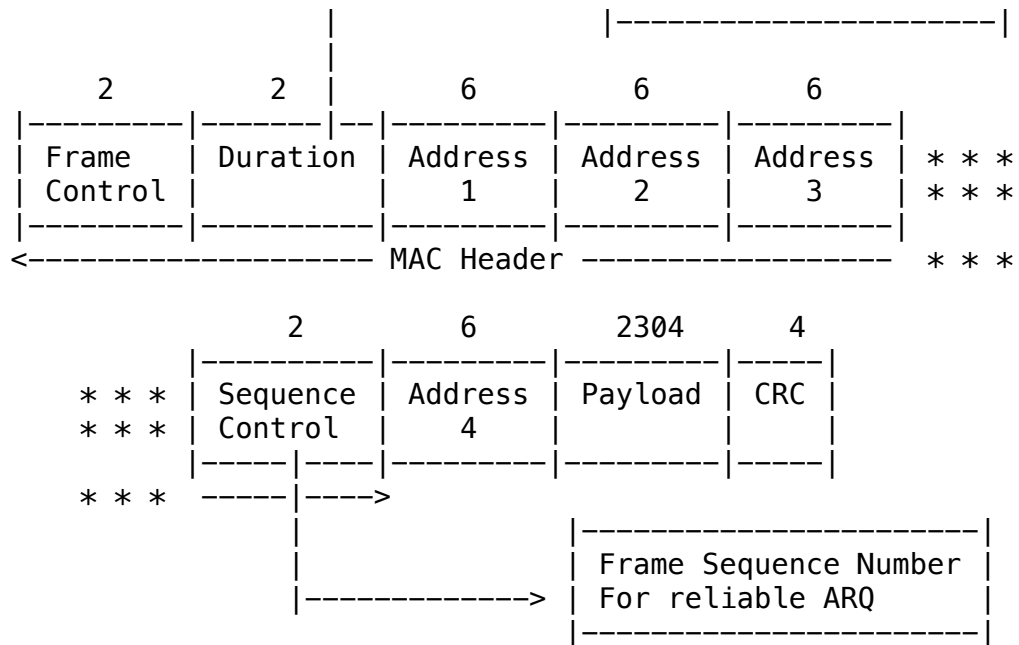 2 2 6 6 6
Frame Duration Address Address Address * * *
Control 1 2 3 * * *
MAC Header * * *
2 6 2304 4
* * * Sequence Address Payload CRC
* * * Control 4
* * *
Frame Sequence Number
For reliable ARQ